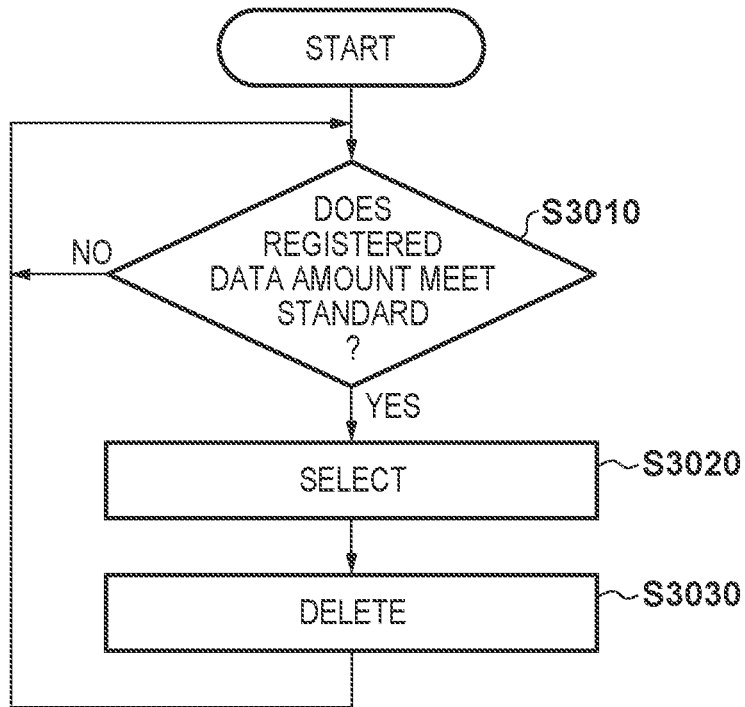 START
DOES
REGISTERED
DATA AMOUNT MEET
STANDARD
?
S3010
NO
YES
SELECT
S3020
DELETE
S3030